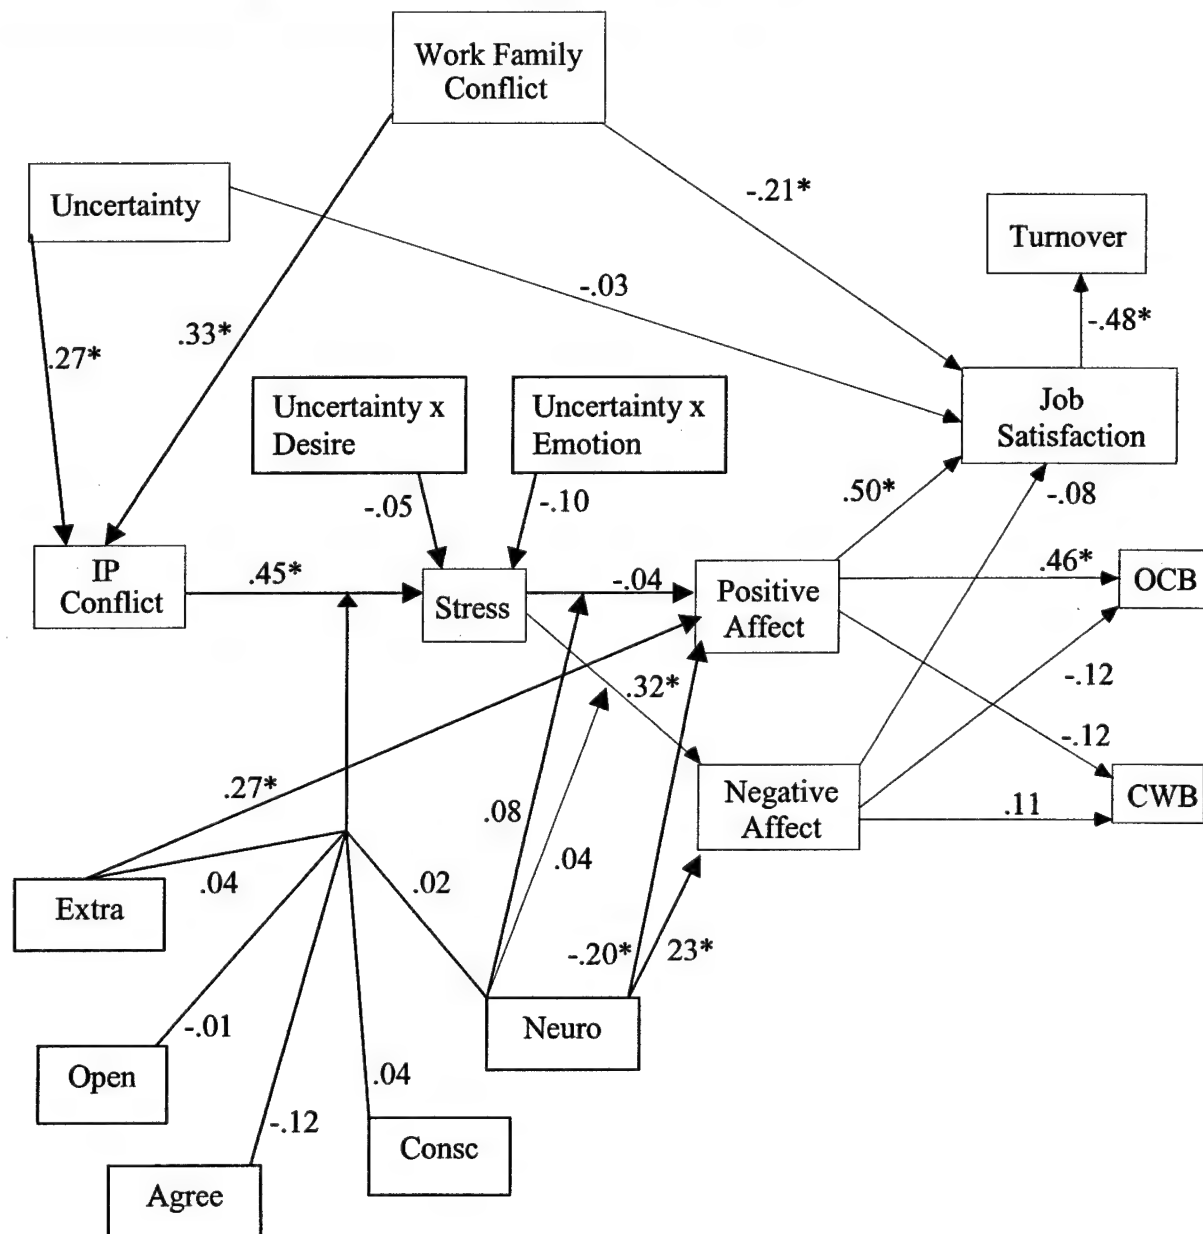 Work Family
Conflict
Uncertainty
-.21*
Turnover
-.03
-.48*
.33*
.27*
Uncertainty x
Desire
Uncertainty x
Emotion
Job
Satisfaction
-.05
-.10
.50*
-.08
IP
Conflict
.45*
Stress
-.04
Positive
Affect
.46*
OCB
.32*
-.12
-.12
.27*
.08
Negative
Affect
.11
CWB
.04
.04
.02
Extra
-.20*
23*
-.01
Neuro
Open
.04
-.12
Consc
Agree